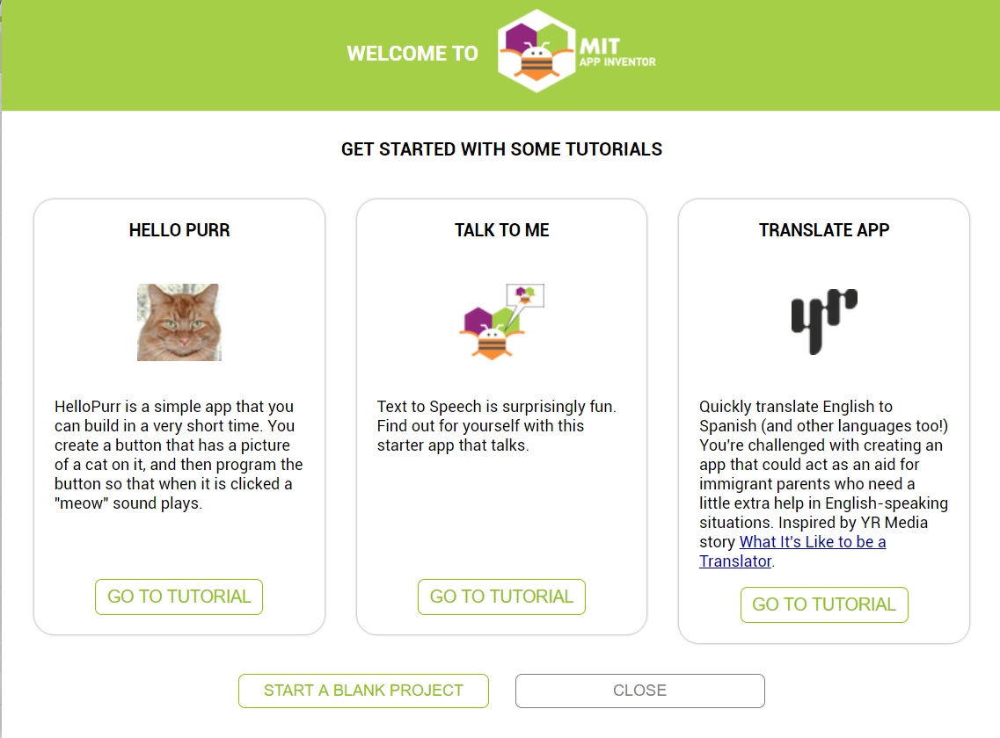 WELCOME TO
MIT
APP INVENTOR
GET STARTED WITH SOME TUTORIALS
HELLO PURR
HelloPurr is a simple app that you
can build in a very short time. You
create a button that has a picture
of a cat on it, and then program the
button so that when it is clicked a
"meow" sound plays.
GO TO TUTORIAL
TALK TO ME
Text to Speech is surprisingly fun.
Find out for yourself with this
starter app that talks.
GO TO TUTORIAL
TRANSLATE APP
yr
Quickly translate English to
Spanish (and other languages too!)
You're challenged with creating an
app that could act as an aid for
immigrant parents who need a
little extra help in English-speaking
situations. Inspired by YR Media
story What It's Like to be a
Translator.
GO TO TUTORIAL
START A BLANK PROJECT
CLOSE